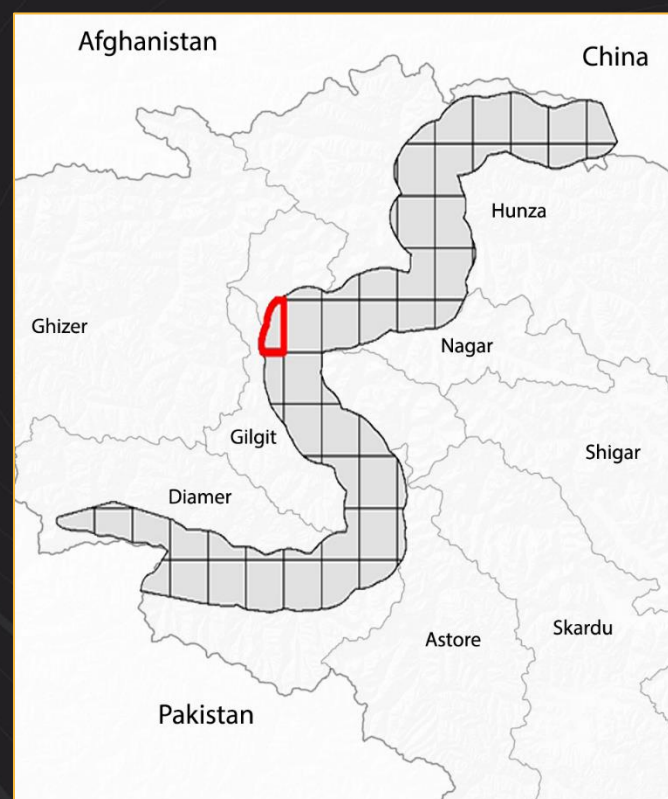 Afghanistan
China
Hunza
Ghizer
Nagar
Gilgit
Shigar
Diamer
Skardu
Astore
Pakistan